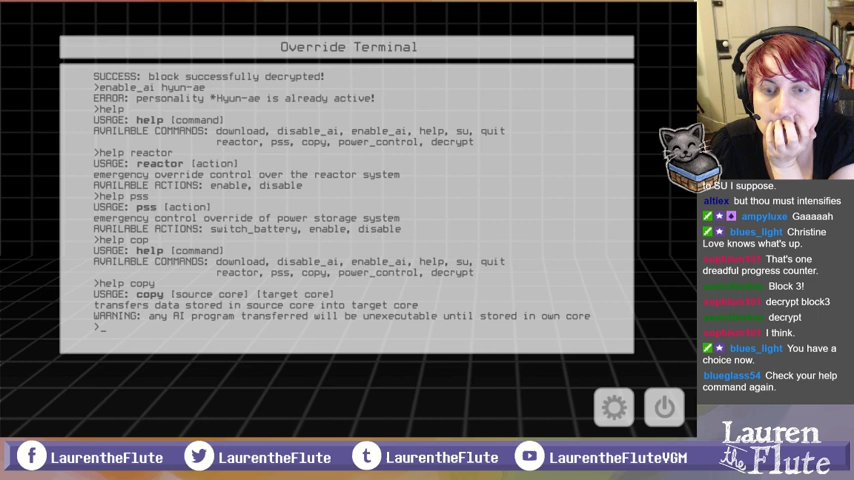 Override Terminal
SUCCESS: block successfully decrypted!
>enable_ai hyun-ae
ERROR: personality *Hyun-ae is already active!
>help
USAGE: help [command]
AVAILABLE COMMANDS: download, disable_ai, enable_ai, help, su, quit
reactor, pss, copy, power_control, decrypt
>help reactor
USAGE: reactor [action]
emergency override control over the reactor system
AVAILABLE ACTIONS: enable, disable
>help pss
USAGE: pss [action]
emergency control override of power storage system
AVAILABLE ACTIONS: switch_battery, enable, disable
>help cop
USAGE: help [command]
AVAILABLE COMMANDS: download, disable_ai, enable_ai, help, su, quit
reactor, pss, copy, power_control, decrypt
>help copy
USAGE: copy [source core] [target core]
transfers data stored in source core into target core
WARNING: any AI program transferred will be unexecutable until stored in own core
>_
to SU I suppose.
altlex but thou must intensifies
ampyluxe Gaaaaah
blues_light Christine
Love knows what's up.
That's one
dreadful progress counter.
Block 3!
decrypt block3
decrypt
I think.
blues_light You have a
choice now.
blueglass54 Check your help
command again.
Lauren
the Flute
LaurentheFlute
LaurentheFlute
LaurentheFlute
LaurentheFluteVGM